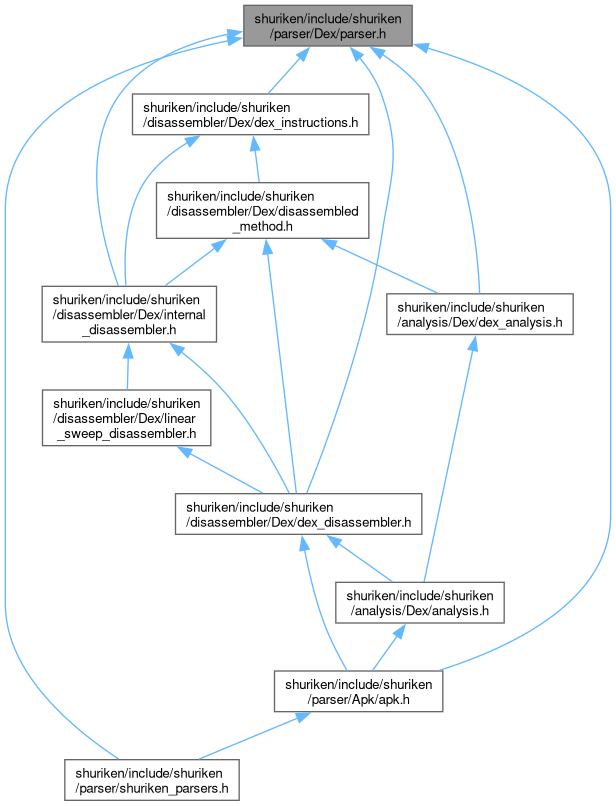 shuriken/include/shuriken
/parser/Dex/parser.h
shuriken/include/shuriken
/disassembler/Dex/dex_instructions.h
shuriken/include/shuriken
/disassembler/Dex/disassembled
_method.h
shuriken/include/shuriken
/disassembler/Dex/internal
_disassembler.h
shuriken/include/shuriken
/analysis/Dex/dex_analysis.h
shuriken/include/shuriken
/disassembler/Dex/linear
_sweep_disassembler.h
shuriken/include/shuriken
/disassembler/Dex/dex_disassembler.h
shuriken/include/shuriken
/analysis/Dex/analysis.h
shuriken/include/shuriken
/parser/Apk/apk.h
shuriken/include/shuriken
/parser/shuriken_parsers.h